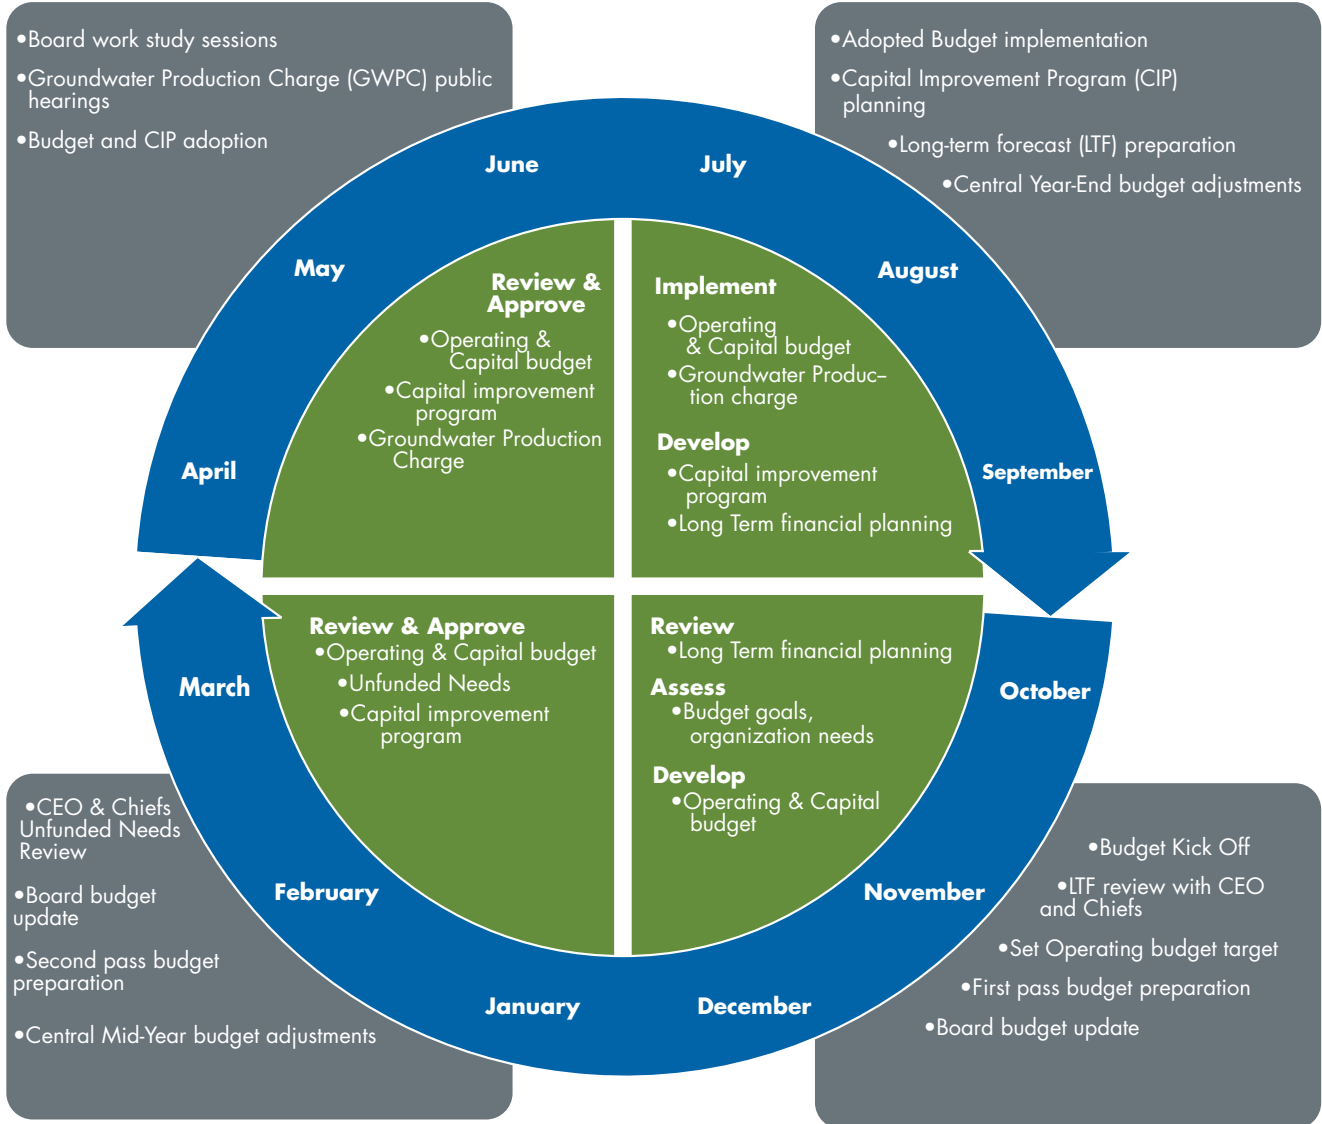 •Board work study sessions
•Groundwater Production Charge (GWPC) public
hearings
•Budget and CIP adoption
•Adopted Budget implementation
•Capital Improvement Program (CIP)
planning
•Long-term forecast (LTF) preparation
•Central Year-End budget adjustments
June
July
May
August
April
September
Review &
Approve
•Operating &
Capital budget
•Capital improvement
program
•Groundwater Production
Charge
Implement
•Operating
& Capital budget
•Groundwater Produc–
tion charge
Develop
•Capital improvement
program
•Long Term financial planning
Review & Approve
•Operating & Capital budget
•Unfunded Needs
•Capital improvement
program
Review
•Long Term financial planning
Assess
•Budget goals,
organization needs
Develop
•Operating & Capital
budget
March
October
February
November
January
December
•CEO & Chiefs
Unfunded Needs
Review
•Board budget
update
•Second pass budget
preparation
•Central Mid-Year budget adjustments
•Budget Kick Off
•LTF review with CEO
and Chiefs
•Set Operating budget target
•First pass budget preparation
•Board budget update